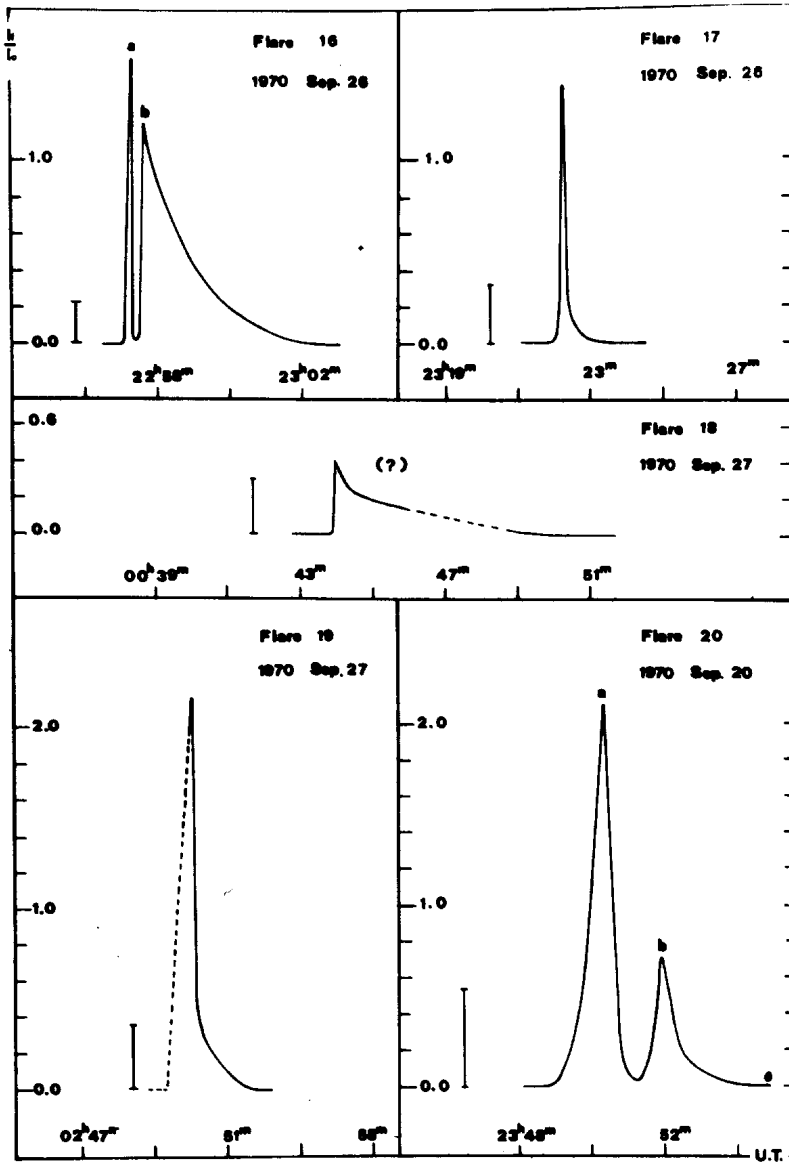 Flare 16
1970 Sep. 26
a
b
1.0
0.0
22ʰ58ᵐ 23ʰ02ᵐ
Flare 17
1970 Sep. 26
1.0
0.0
23ʰ19ᵐ 23ᵐ 27ᵐ
Flare 18
1970 Sep. 27
0.6
(?)
0.0
00ʰ39ᵐ 43ᵐ 47ᵐ 51ᵐ
Flare 19
1970 Sep. 27
2.0
1.0
0.0
02ʰ47ᵐ 51ᵐ
Flare 20
1970 Sep. 20
a
2.0
1.0
b
0.0
23ʰ48ᵐ 52ᵐ
U.T.